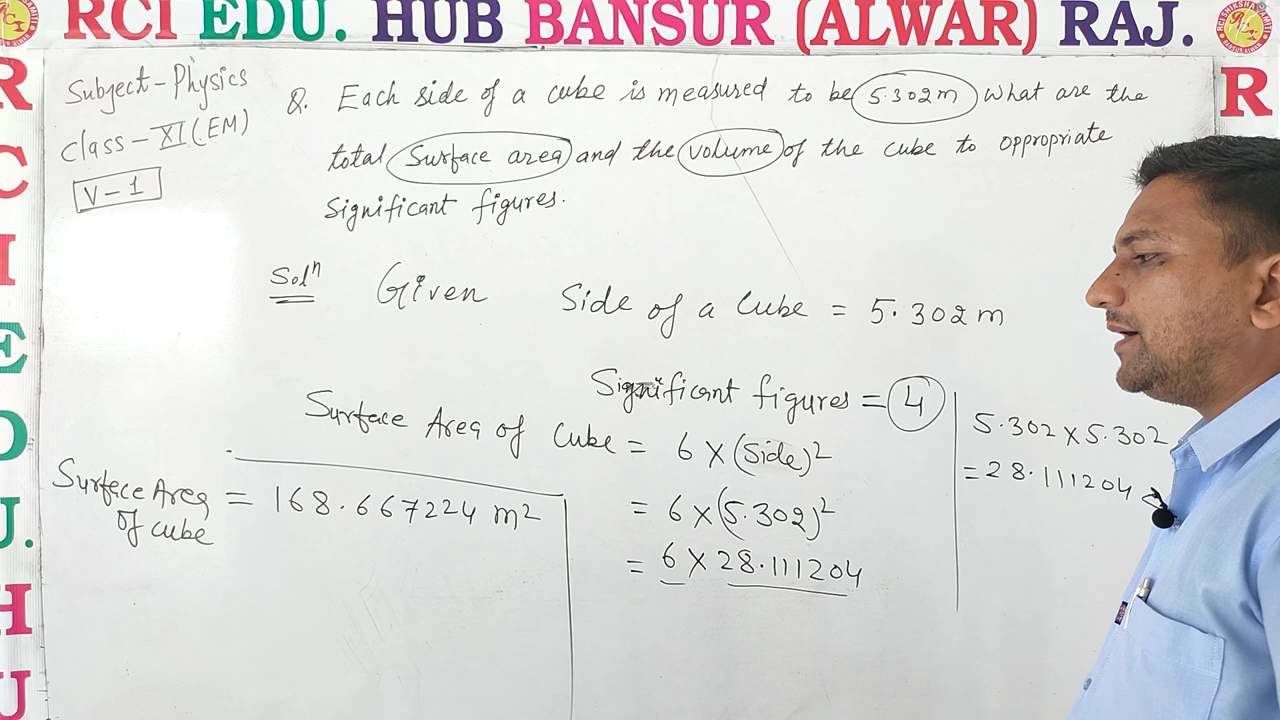 RCI EDU. HUB BANSUR (ALWAR) RAJ.
R
C
I
E
D
U.
H
U
R
Subject-Physics
Class-XI(EM)
V-1
Q. Each side of a cube is measured to be 5.302m What are the
total Surface area and the volume of the cube to oppropriate
Significant figures.
Solⁿ Given Side of a Cube = 5.302m
Significant figures = 4
Surface Area of Cube = 6 X (Side)²
= 6 X (5.302)²
= 6 X 28.111204
5.302 X 5.302
= 28.111204
Surface Area of cube = 168.667224 m²